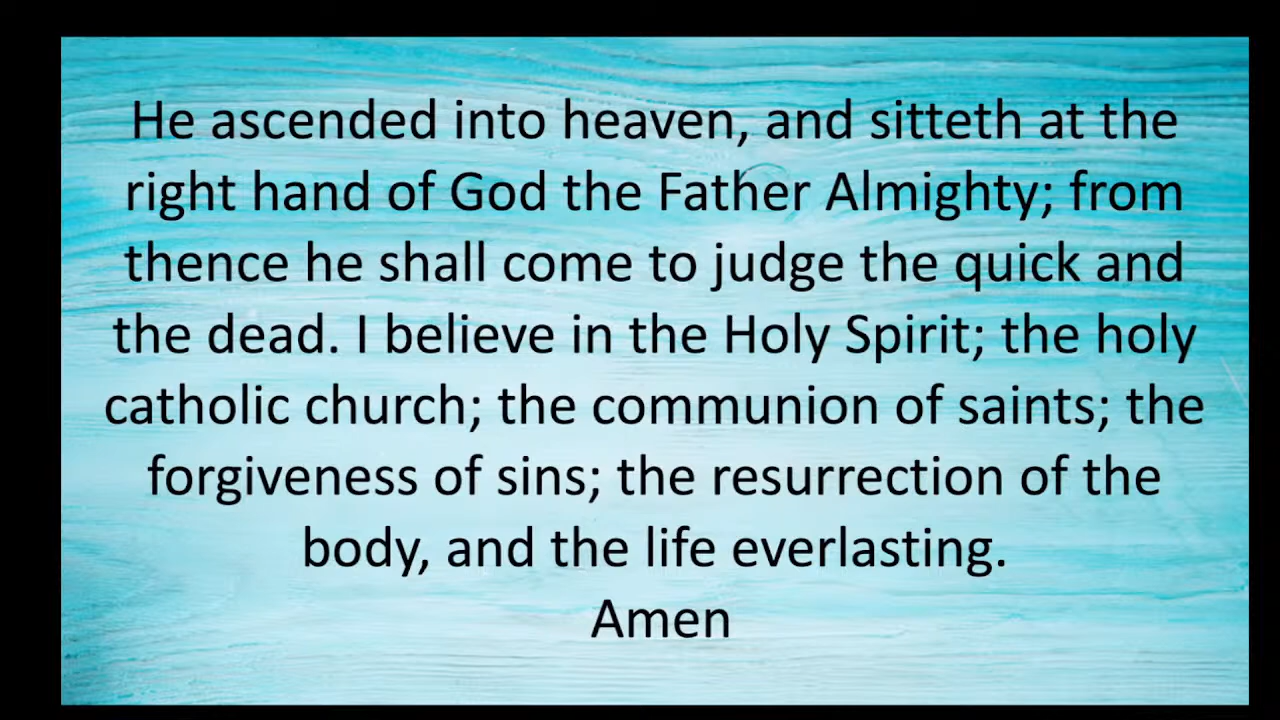 He ascended into heaven, and sitteth at the
right hand of God the Father Almighty; from
thence he shall come to judge the quick and
the dead. I believe in the Holy Spirit; the holy
catholic church; the communion of saints; the
forgiveness of sins; the resurrection of the
body, and the life everlasting.
Amen